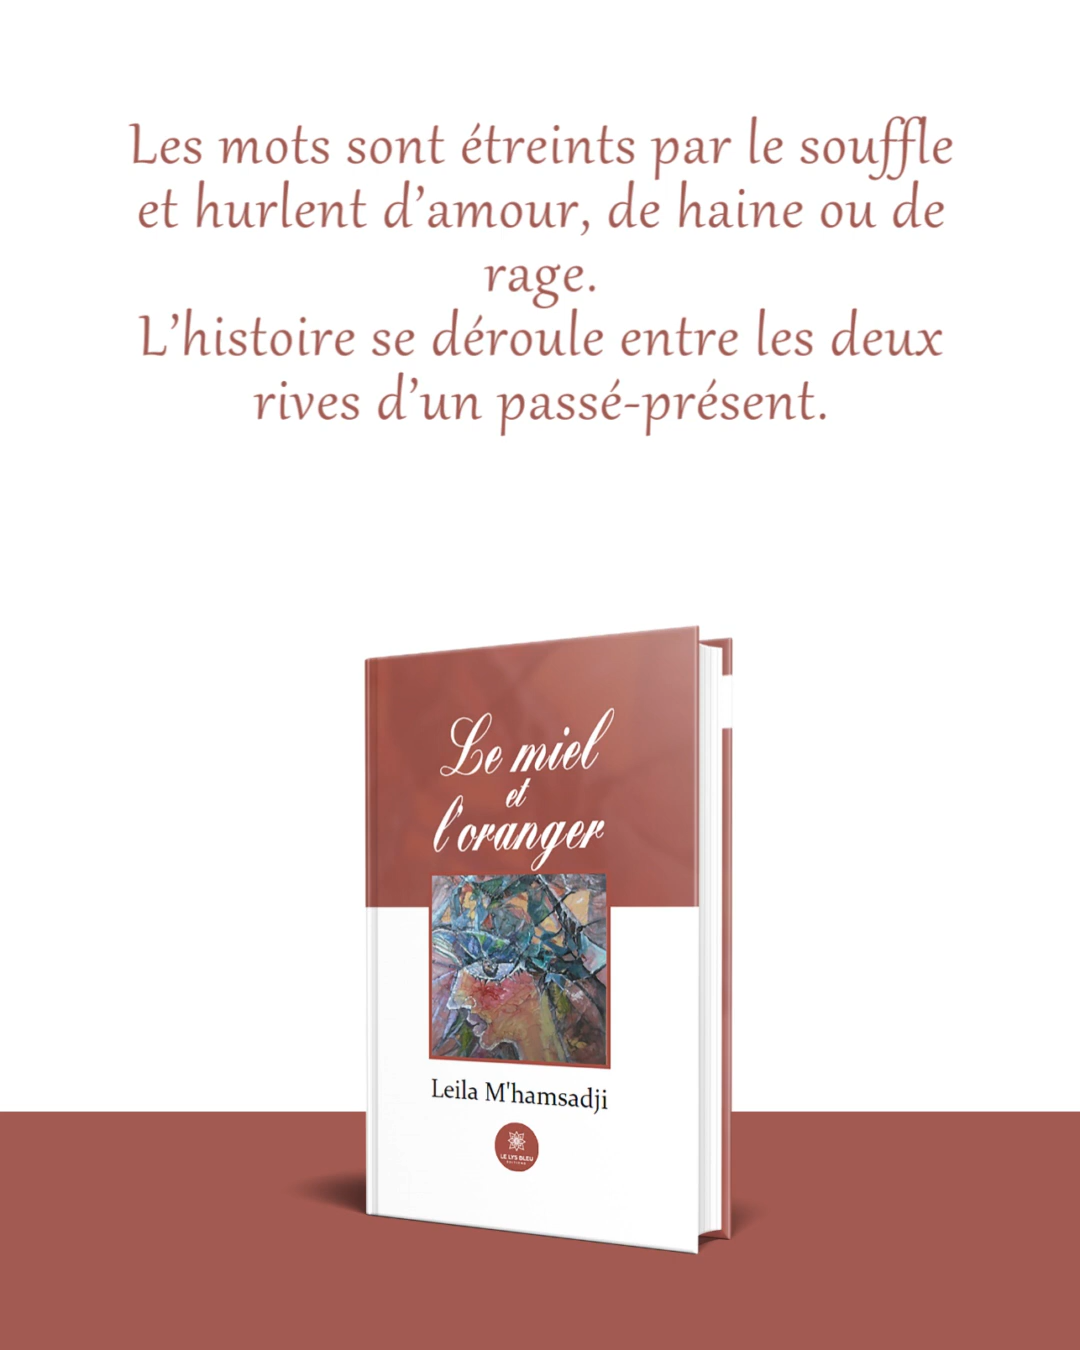 Les mots sont étreints par le souffle
et hurlent d’amour, de haine ou de
rage.
L’histoire se déroule entre les deux
rives d’un passé-présent.
Le miel
et
l'oranger
Leila M'hamsadji
LE LYS BLEU
ÉDITIONS